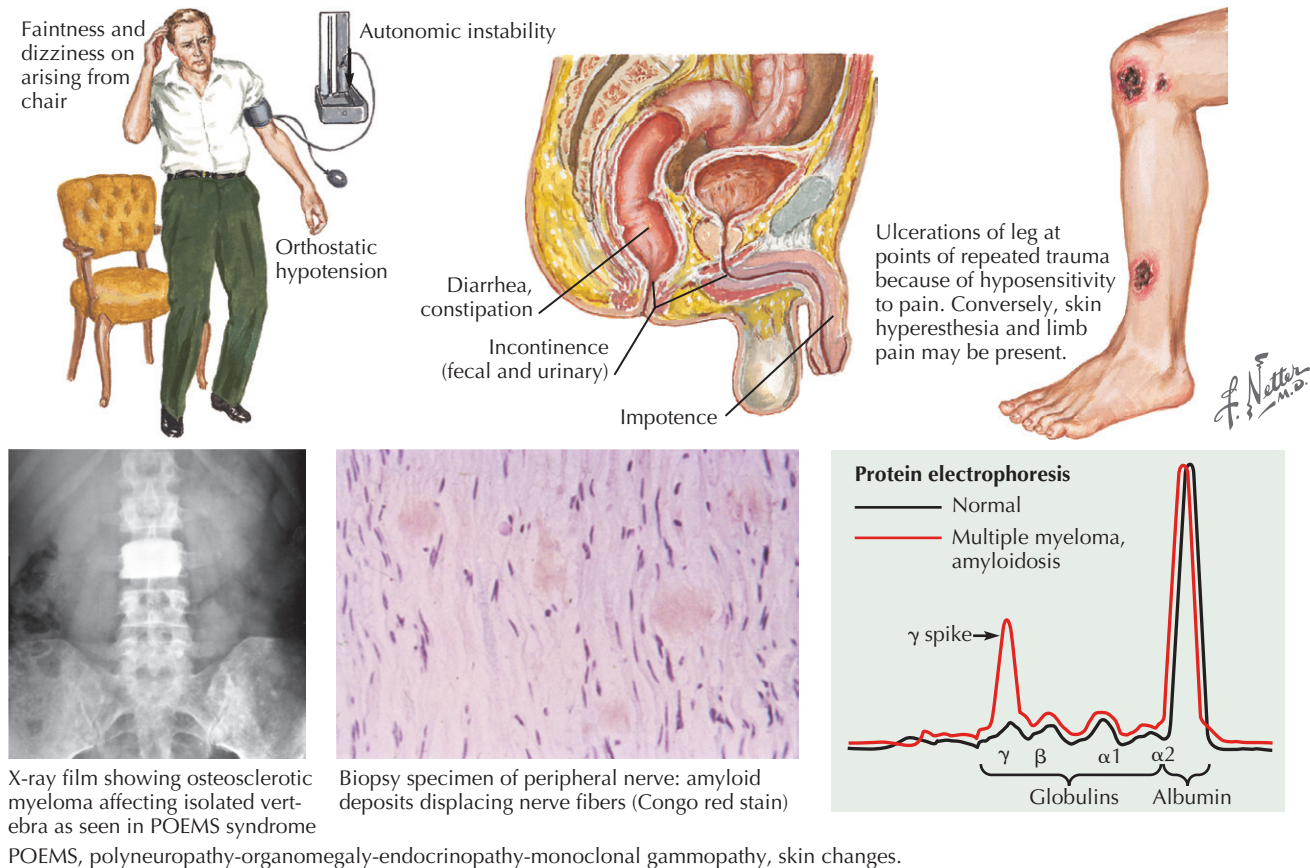 Faintness and
dizziness on
arising from
chair
Autonomic instability
Orthostatic
hypotension
Diarrhea,
constipation
Incontinence
(fecal and urinary)
Impotence
Ulcerations of leg at
points of repeated trauma
because of hyposensitivity
to pain. Conversely, skin
hyperesthesia and limb
pain may be present.
F. Netter
M.D.
X-ray film showing osteosclerotic
myeloma affecting isolated vert-
ebra as seen in POEMS syndrome
Biopsy specimen of peripheral nerve: amyloid
deposits displacing nerve fibers (Congo red stain)
Protein electrophoresis
Normal
Multiple myeloma,
amyloidosis
γ spike
γ β α1 α2
Globulins Albumin
POEMS, polyneuropathy-organomegaly-endocrinopathy-monoclonal gammopathy, skin changes.